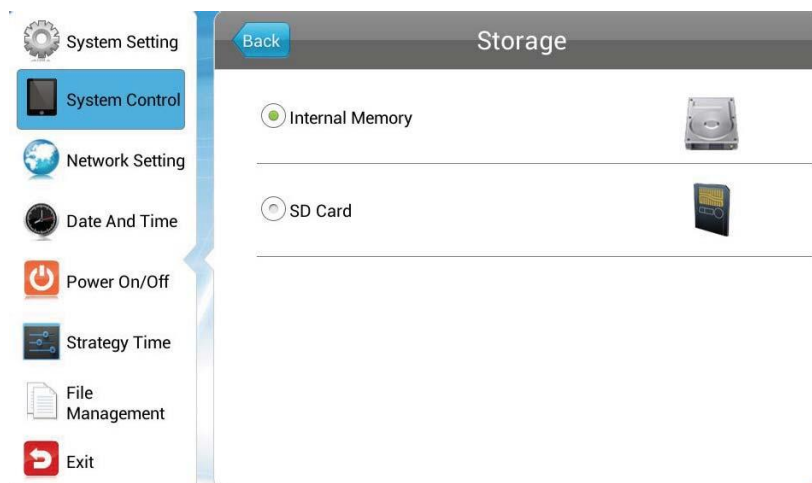 System Setting
System Control
Network Setting
Date And Time
Power On/Off
Strategy Time
File
Management
Exit
Back
Storage
Internal Memory
SD Card